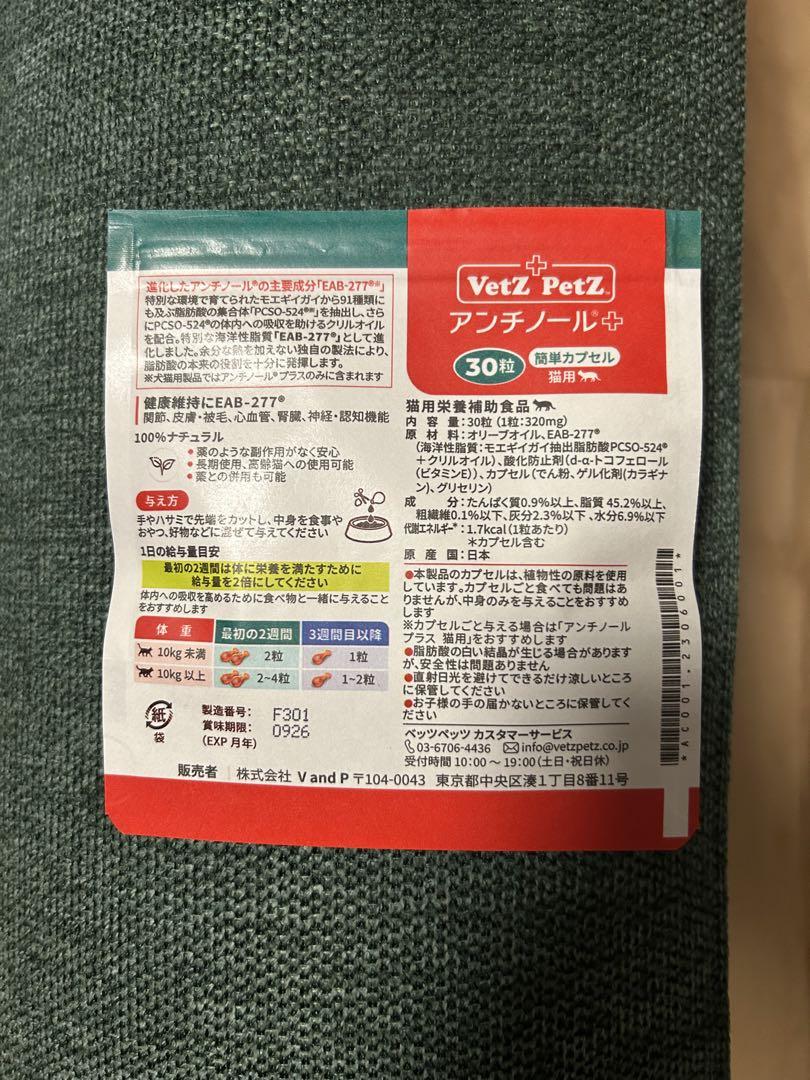 進化したアンチノール®の主要成分「EAB-277®※」
特別な環境で育てられたモエギイガイから91種類に
も及ぶ脂肪酸の集合体「PCSO-524®※」を抽出し、さら
にPCSO-524®の体内への吸収を助けるクリルオイル
を配合。特別な海洋性脂質「EAB-277®」として進
化しました。余分な熱を加えない独自の製法により、
脂肪酸の本来の役割を十分に発揮します。
※犬猫用製品ではアンチノール®プラスのみに含まれます
健康維持にEAB-277®
関節、皮膚・被毛、心血管、腎臓、神経・認知機能
100%ナチュラル
●薬のような副作用がなく安心
●長期使用、高齢猫への使用可能
●薬との併用も可能
与え方
手やハサミで先端をカットし、中身を食事や
おやつ、好物などに混ぜて与えてください
1日の給与量目安
最初の2週間は体に栄養を満たすために
給与量を2倍にしてください
体内への吸収を高めるために食べ物と一緒に与えること
をおすすめします
体重 最初の2週間 3週間目以降
10kg未満 2粒 1粒
10kg以上 2~4粒 1~2粒
紙
袋
製造番号: F301
賞味期限: 0926
(EXP 月年)
販売者 株式会社 V and P 〒104-0043 東京都中央区湊1丁目8番11号
VetZ PetZ
アンチノール®+
30粒 簡単カプセル
猫用
猫用栄養補助食品
内容量:30粒(1粒:320mg)
原材料:オリーブオイル、EAB-277®
(海洋性脂質:モエギイガイ抽出脂肪酸PCSO-524®
+クリルオイル)、酸化防止剤(d-α-トコフェロール
(ビタミンE))、カプセル(でん粉、ゲル化剤(カラギナ
ン)、グリセリン)
成分:たんぱく質0.9%以上、脂質45.2%以上、
粗繊維0.1%以下、灰分2.3%以下、水分6.9%以下
代謝エネルギー*:1.7kcal(1粒あたり)
*カプセル含む
原産国:日本
●本製品のカプセルは、植物性の原料を使用
しています。カプセルごと食べても問題はあ
りませんが、中身のみを与えることをおすすめ
します
※カプセルごと与える場合は「アンチノール
プラス 猫用」をおすすめします
●脂肪酸の白い結晶が生じる場合があります
が、安全性は問題ありません
●直射日光を避けてできるだけ涼しいところ
に保管してください
●お子様の手の届かないところに保管してく
ださい
ベッツペッツ カスタマーサービス
03-6706-4436 info@vetzpetz.co.jp
受付時間 10:00~19:00(土日・祝日休)
*AC001.2306001*